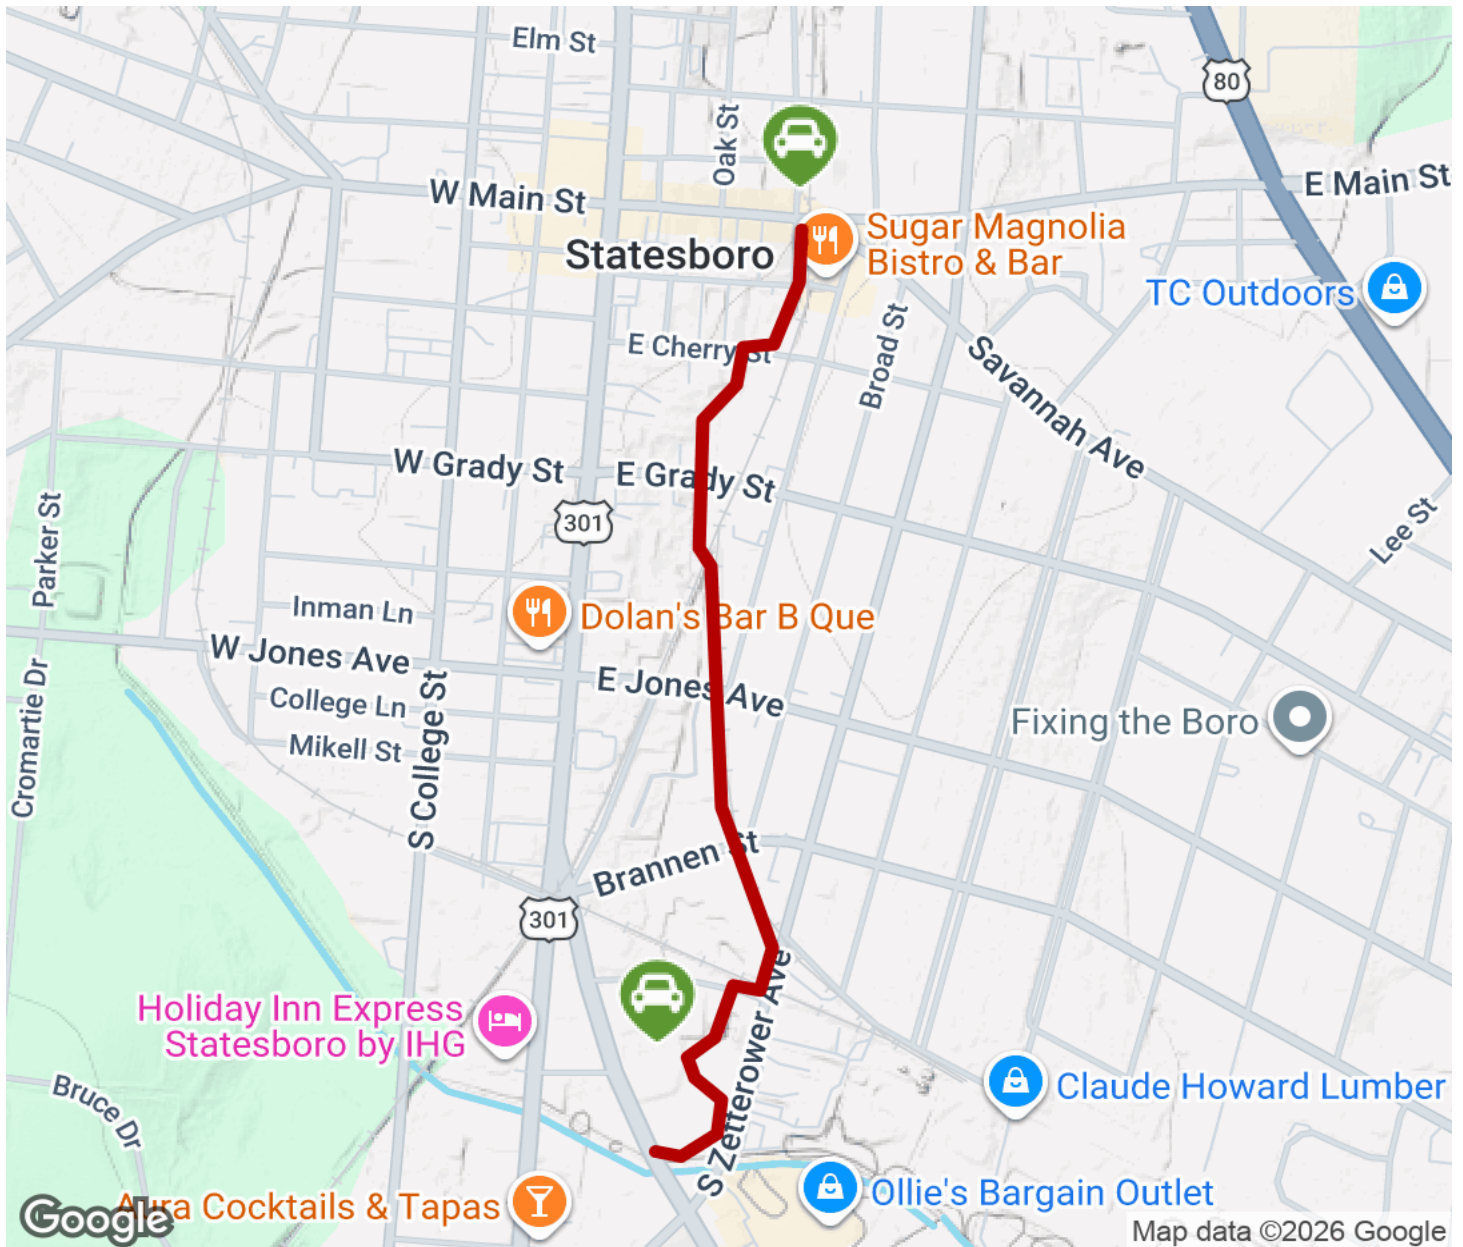 Elm St
80
Oak St
W Main St
E Main St
Sugar Magnolia
Bistro & Bar
Statesboro
TC Outdoors
E Cherry St
Broad St
Savannah Ave
W Grady St
E Grady St
301
Parker St
Lee St
Inman Ln
Dolan's Bar B Que
W Jones Ave
E Jones Ave
College Ln
Cromartie Dr
S College St
Fixing the Boro
Mikell St
Brannen St
301
S Zetterower Ave
Holiday Inn Express
Statesboro by IHG
Bruce Dr
Claude Howard Lumber
Aura Cocktails & Tapas
Ollie's Bargain Outlet
Google
Map data ©2026 Google